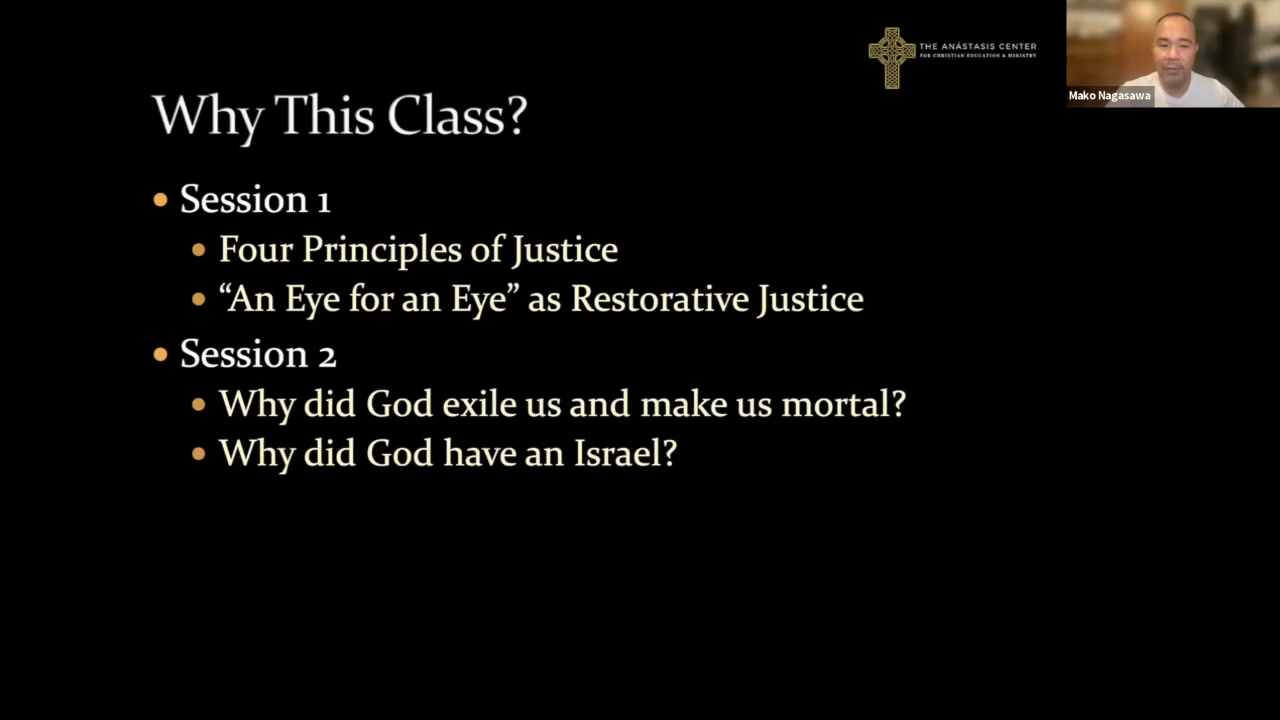 THE ANÁSTASIS CENTER
FOR CHRISTIAN EDUCATION & MINISTRY
Mako Nagasawa
Why This Class?
• Session 1
• Four Principles of Justice
• “An Eye for an Eye” as Restorative Justice
• Session 2
• Why did God exile us and make us mortal?
• Why did God have an Israel?